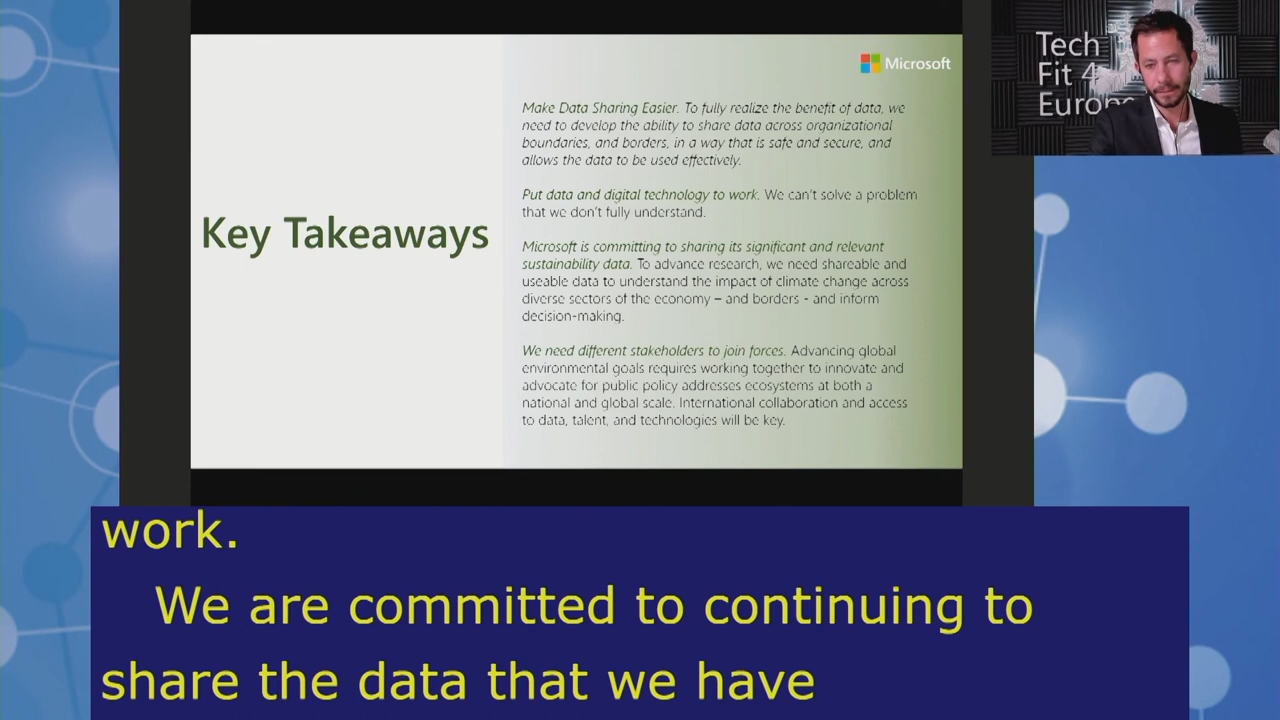 Microsoft
Tech
Fit 4
Europe
Key Takeaways
Make Data Sharing Easier. To fully realize the benefit of data, we
need to develop the ability to share data across organizational
boundaries, and borders, in a way that is safe and secure, and
allows the data to be used effectively.
Put data and digital technology to work. We can't solve a problem
that we don't fully understand.
Microsoft is committing to sharing its significant and relevant
sustainability data. To advance research, we need shareable and
useable data to understand the impact of climate change across
diverse sectors of the economy – and borders - and inform
decision-making.
We need different stakeholders to join forces. Advancing global
environmental goals requires working together to innovate and
advocate for public policy addresses ecosystems at both a
national and global scale. International collaboration and access
to data, talent, and technologies will be key.
work.
We are committed to continuing to
share the data that we have